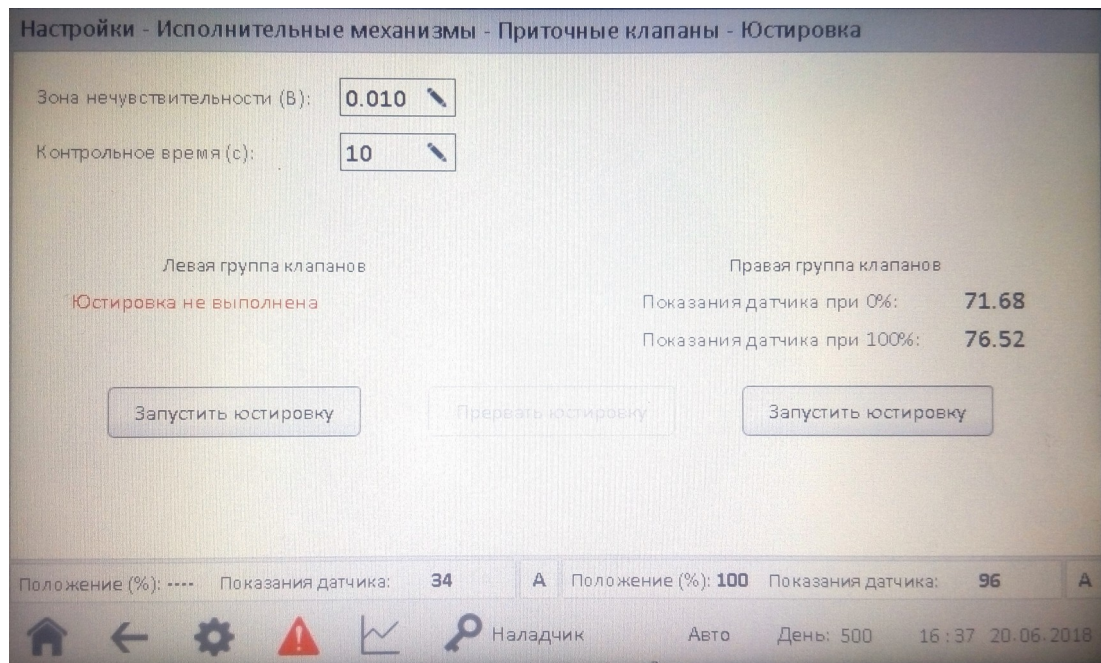 Настройки - Исполнительные механизмы - Приточные клапаны - Юстировка
Зона нечувствительности (В): 0.010
Контрольное время (с): 10
Левая группа клапанов
Юстировка не выполнена
Правая группа клапанов
Показания датчика при 0%: 71.68
Показания датчика при 100%: 76.52
Запустить юстировку
Прервать юстировку
Запустить юстировку
Положение (%): ---- Показания датчика: 34 А Положение (%): 100 Показания датчика: 96 А
Наладчик Авто День: 500 16:37 20.06.2018